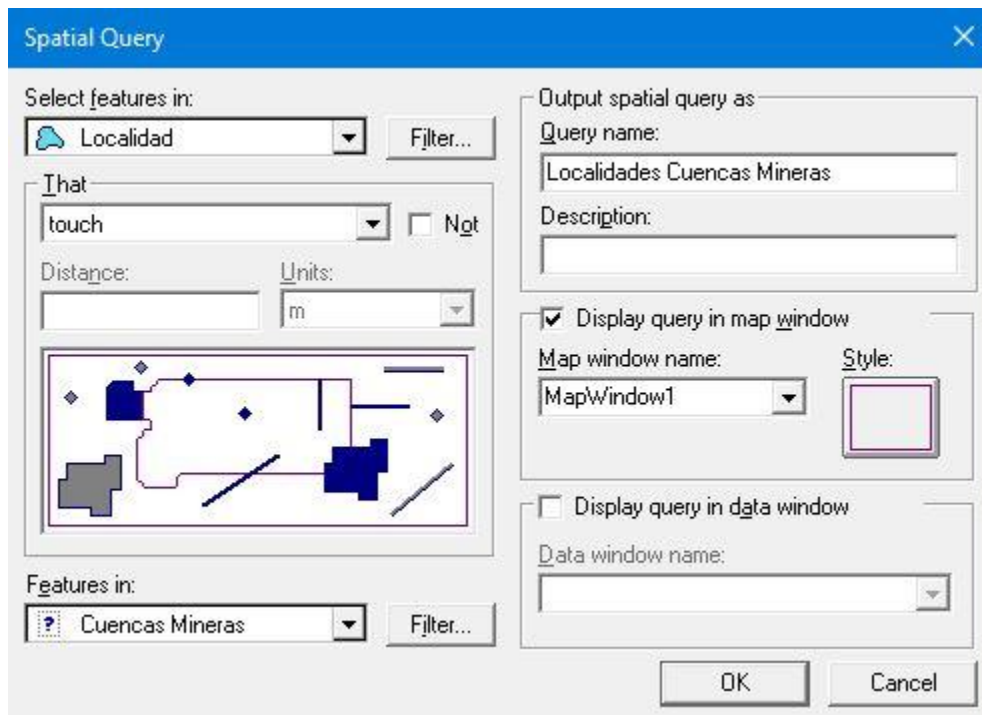 Spatial Query
Select features in:
Localidad
Filter...
That
touch
Not
Distance:
Units:
m
Features in:
? Cuencas Mineras
Filter...
Output spatial query as
Query name:
Localidades Cuencas Mineras
Description:
Display query in map window
Map window name:
Style:
MapWindow1
Display query in data window
Data window name:
OK
Cancel